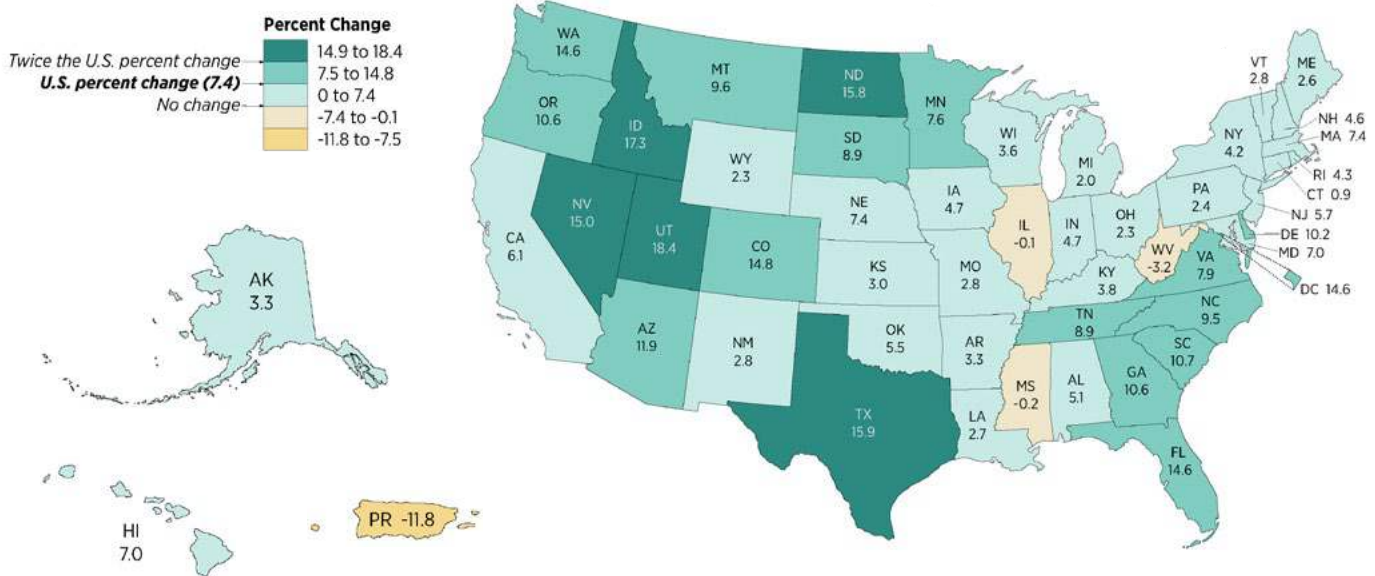 Percent Change
14.9 to 18.4
Twice the U.S. percent change
7.5 to 14.8
U.S. percent change (7.4)
0 to 7.4
No change
-7.4 to -0.1
-11.8 to -7.5
WA
14.6
OR
10.6
CA
6.1
ID
17.3
NV
15.0
UT
18.4
AZ
11.9
MT
9.6
WY
2.3
CO
14.8
NM
2.8
ND
15.8
SD
8.9
NE
7.4
KS
3.0
OK
5.5
TX
15.9
MN
7.6
IA
4.7
MO
2.8
AR
3.3
LA
2.7
WI
3.6
IL
-0.1
MS
-0.2
MI
2.0
IN
4.7
OH
2.3
KY
3.8
TN
8.9
AL
5.1
GA
10.6
FL
14.6
SC
10.7
NC
9.5
VA
7.9
WV
-3.2
PA
2.4
NY
4.2
VT
2.8
ME
2.6
NH 4.6
MA 7.4
RI 4.3
CT 0.9
NJ 5.7
DE 10.2
MD 7.0
DC 14.6
AK
3.3
HI
7.0
PR -11.8